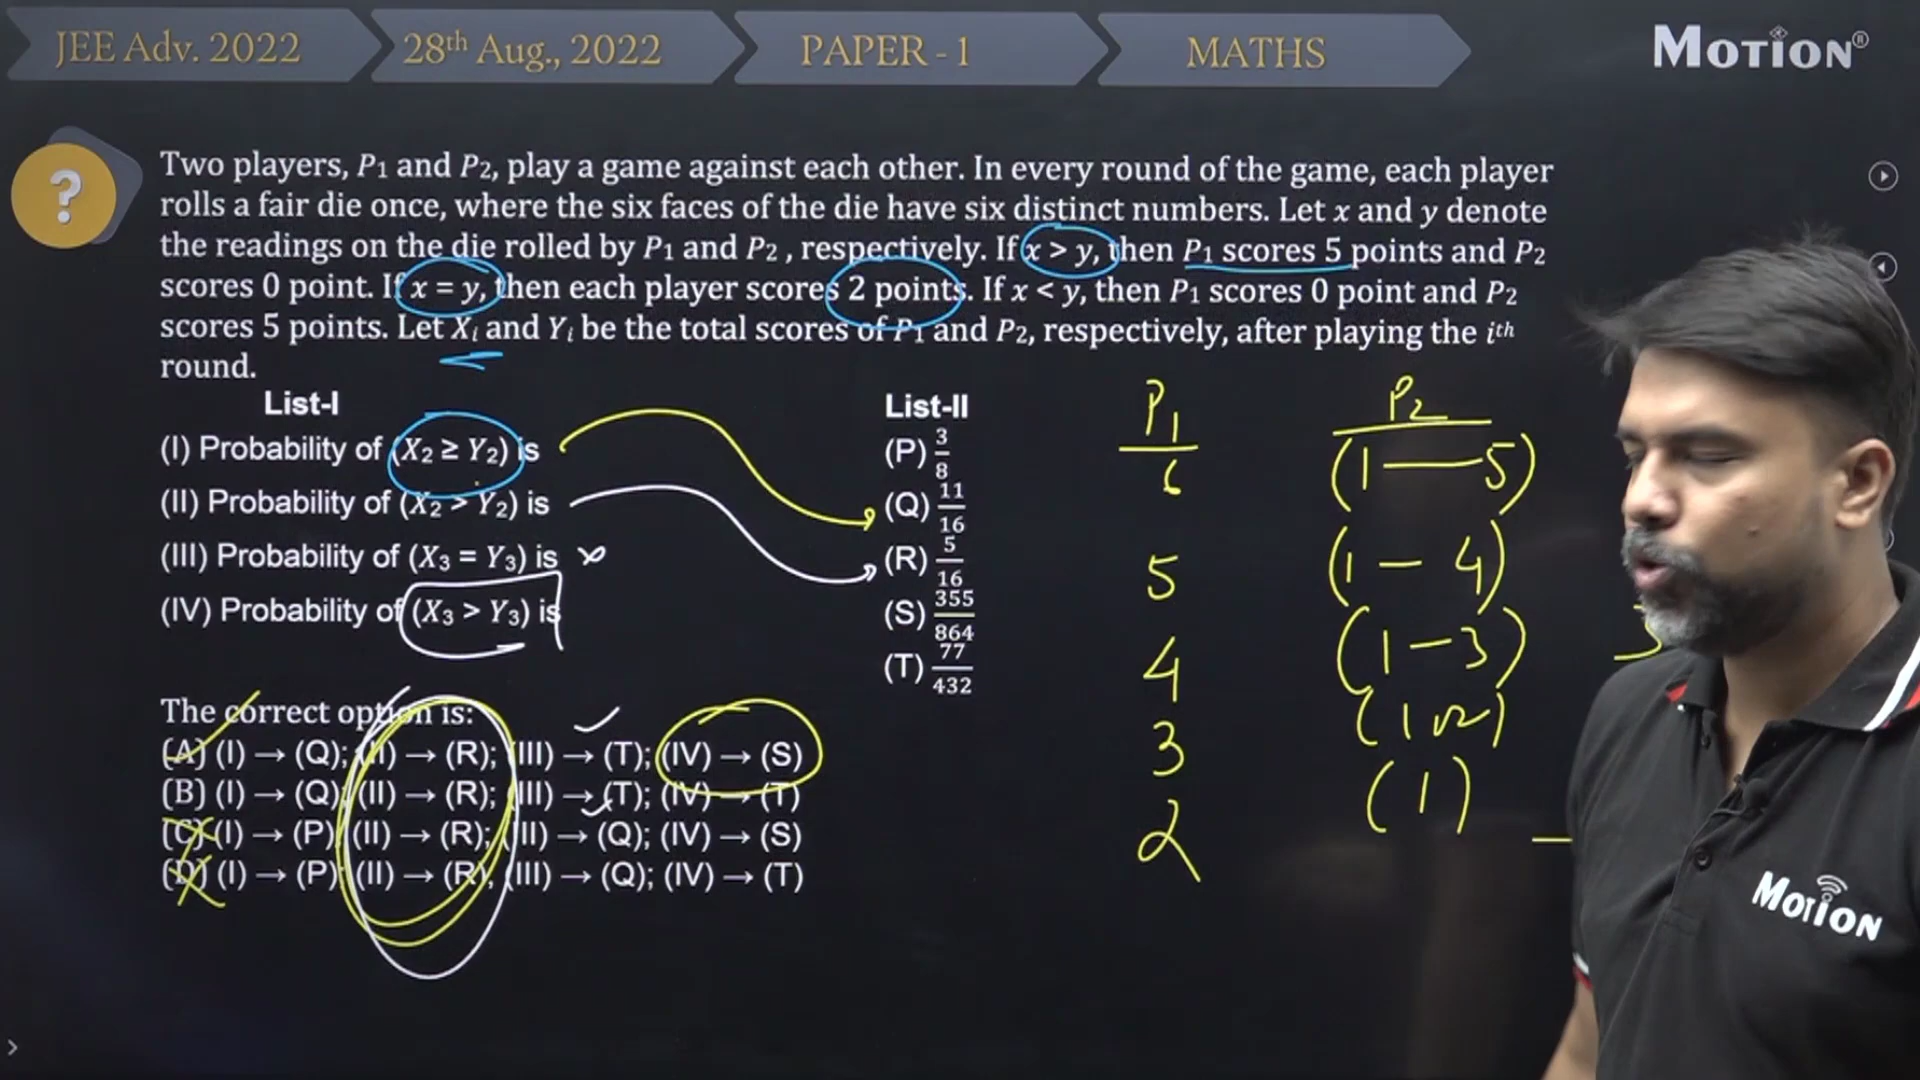 JEE Adv. 2022 28th Aug., 2022 PAPER - 1 MATHS MOTION®
?
Two players, P1 and P2, play a game against each other. In every round of the game, each player
rolls a fair die once, where the six faces of the die have six distinct numbers. Let x and y denote
the readings on the die rolled by P1 and P2 , respectively. If x > y, then P1 scores 5 points and P2
scores 0 point. If x = y, then each player scores 2 points. If x < y, then P1 scores 0 point and P2
scores 5 points. Let Xi and Yi be the total scores of P1 and P2, respectively, after playing the ith
round.
List-I List-II
(I) Probability of (X2 ≥ Y2) is (P) 3/8
(II) Probability of (X2 > Y2) is (Q) 11/16
(III) Probability of (X3 = Y3) is (R) 5/16
(IV) Probability of (X3 > Y3) is (S) 355/864
(T) 77/432
The correct option is:
(A) (I) → (Q); (II) → (R); (III) → (T); (IV) → (S)
(B) (I) → (Q); (II) → (R); (III) → (T); (IV) → (T)
(C) (I) → (P); (II) → (R); (III) → (Q); (IV) → (S)
(D) (I) → (P); (II) → (R); (III) → (Q); (IV) → (T)
P1 P2
6 (1 — 5)
5 (1 — 4)
4 (1 — 3)
3 (1, 2)
2 (1)
MOTION